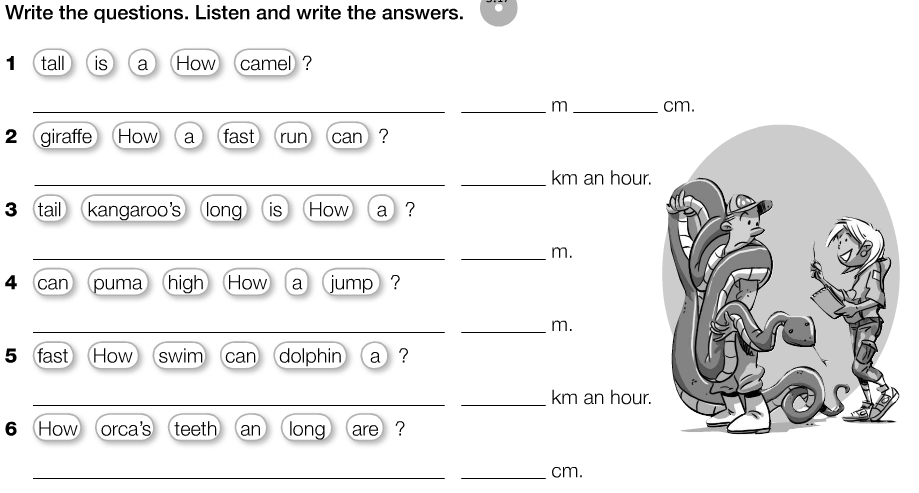 Write the questions. Listen and write the answers.
1 tall is a How camel ?
m cm.
2 giraffe How a fast run can ?
km an hour.
3 tail kangaroo's long is How a ?
m.
4 can puma high How a jump ?
m.
5 fast How swim can dolphin a ?
km an hour.
6 How orca's teeth an long are ?
cm.